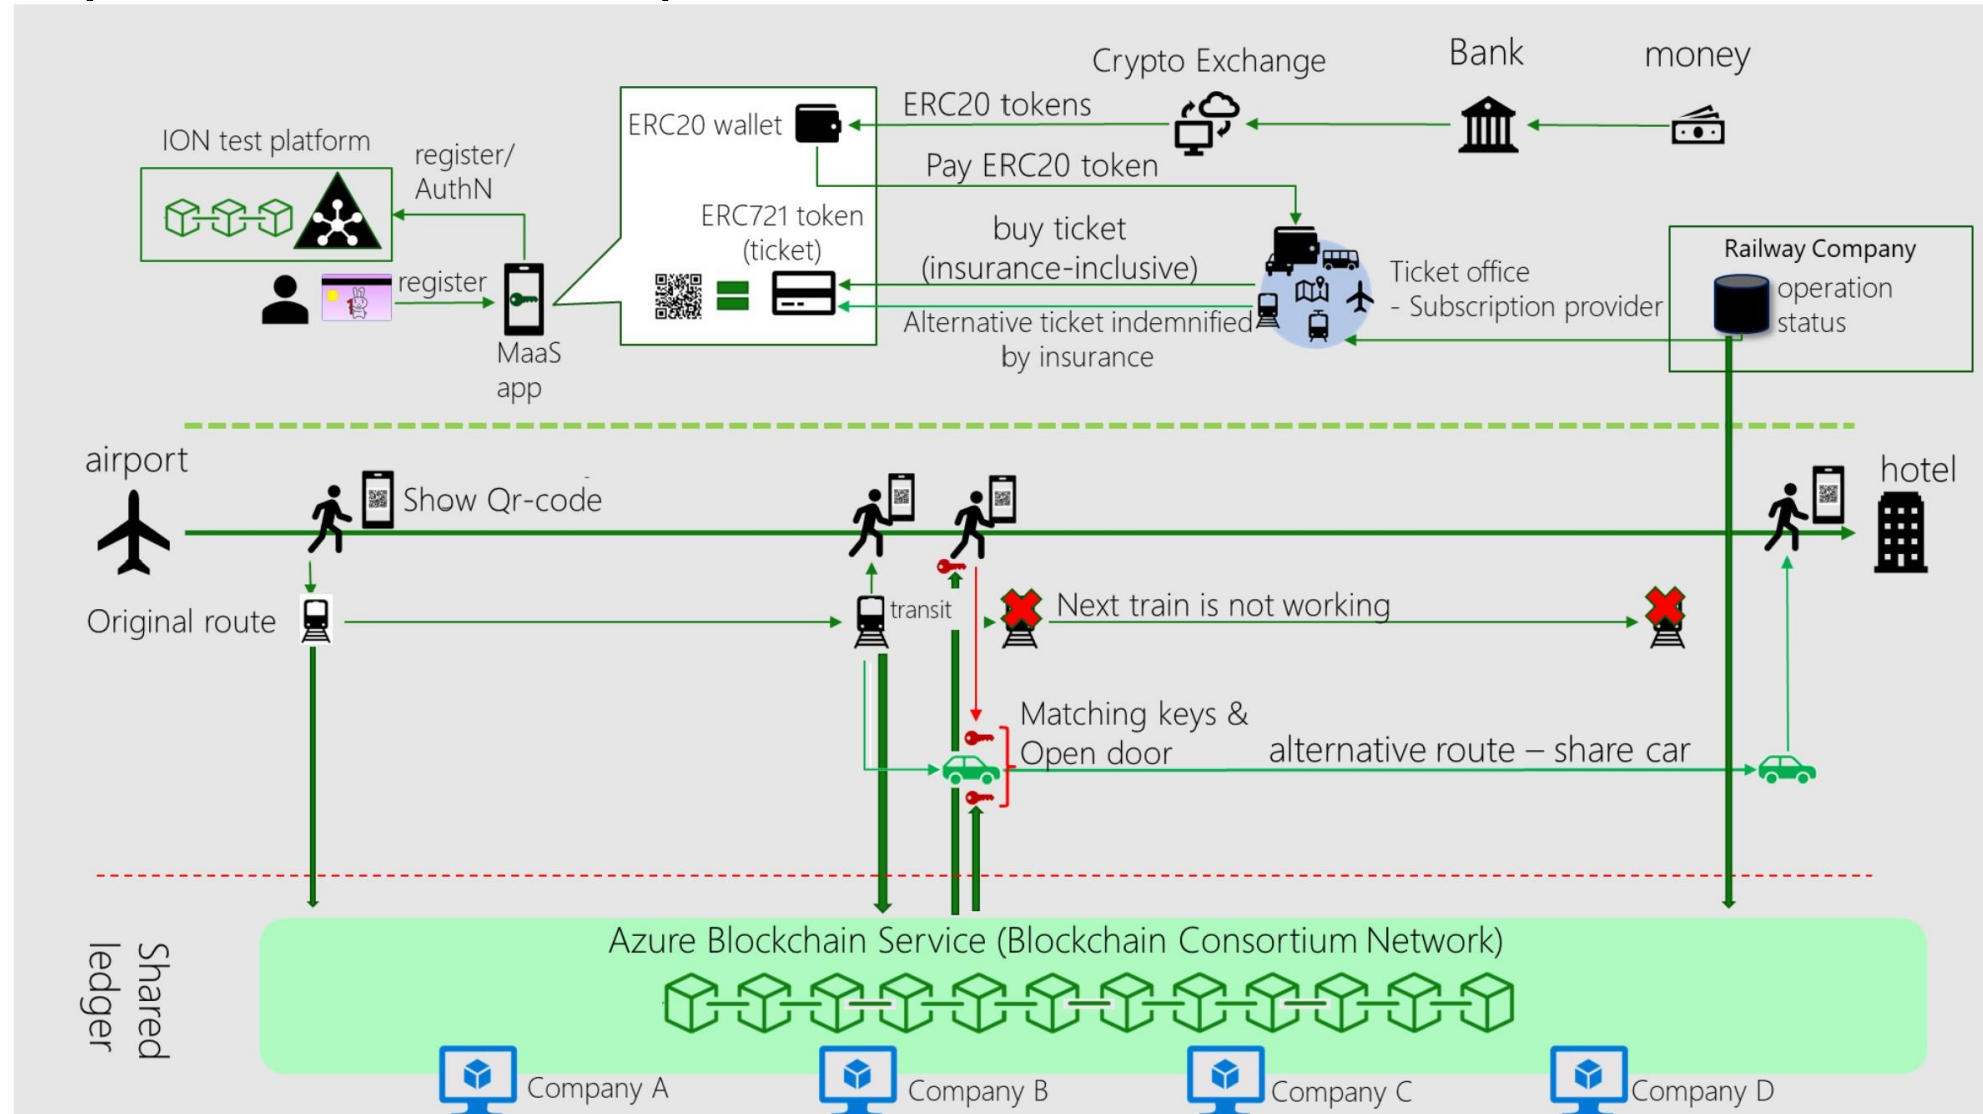 Crypto Exchange
Bank
money
ERC20 wallet
ERC20 tokens
ION test platform
register/
AuthN
Pay ERC20 token
ERC721 token
(ticket)
buy ticket
(insurance-inclusive)
Railway Company
operation
status
Ticket office
- Subscription provider
register
Alternative ticket indemnified
by insurance
MaaS
app
airport
Show Qr-code
hotel
Original route
transit
Next train is not working
Matching keys &
Open door
alternative route – share car
Shared
ledger
Azure Blockchain Service (Blockchain Consortium Network)
Company A
Company B
Company C
Company D